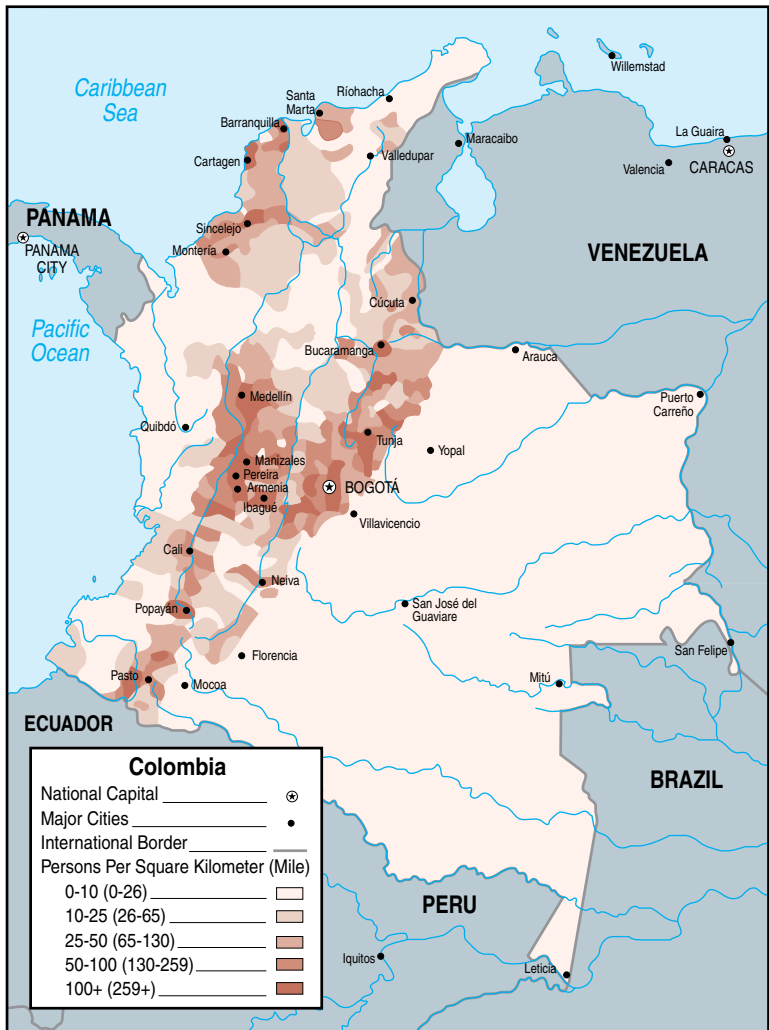 Caribbean
Sea
Willemstad
Ríohacha
Santa
Marta
Barranquilla
La Guaira
Maracaibo
Cartagen
Valledupar
Valencia
CARACAS
PANAMA
Sincelejo
PANAMA
CITY
Montería
VENEZUELA
Cúcuta
Pacific
Ocean
Bucaramanga
Arauca
Medellín
Puerto
Carreño
Quibdó
Tunja
Yopal
Manizales
Pereira
Armenia
BOGOTÁ
Ibagué
Villavicencio
Cali
Nelva
Popayán
San José del
Guaviare
Florencia
San Felipe
Pasto
Mocoa
Mitú
ECUADOR
BRAZIL
PERU
Iquitos
Leticia
Colombia
National Capital
Major Cities
International Border
Persons Per Square Kilometer (Mile)
0-10 (0-26)
10-25 (26-65)
25-50 (65-130)
50-100 (130-259)
100+ (259+)